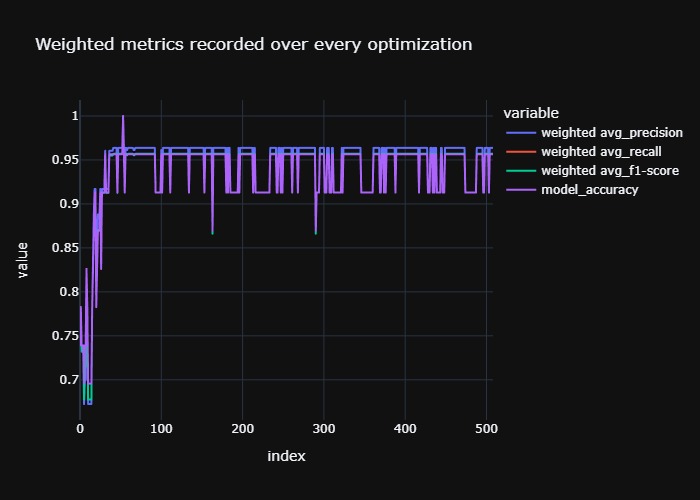 Weighted metrics recorded over every optimization
variable
weighted avg_precision
weighted avg_recall
weighted avg_f1-score
model_accuracy
value
1
0.95
0.9
0.85
0.8
0.75
0.7
0 100 200 300 400 500
index